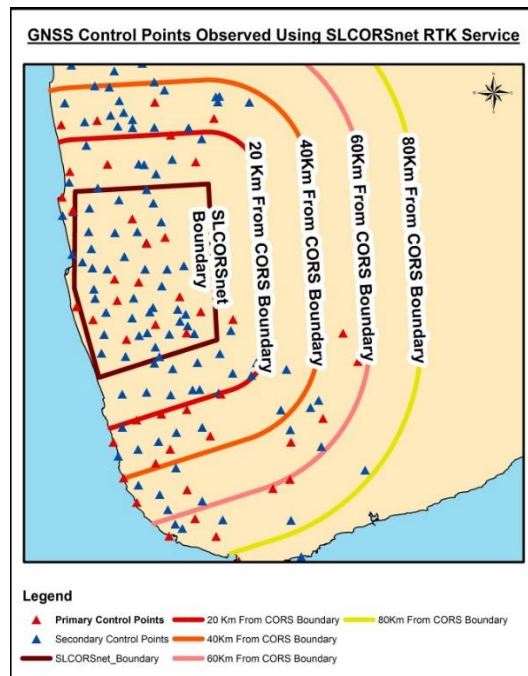 GNSS Control Points Observed Using SLCORSnet RTK Service
SLCORSnet
Boundary
20 Km From CORS Boundary
40Km From CORS Boundary
60Km From CORS Boundary
80Km From CORS Boundary
Legend
Primary Control Points
20 Km From CORS Boundary
80Km From CORS Boundary
Secondary Control Points
40Km From CORS Boundary
SLCORSnet_Boundary
60Km From CORS Boundary